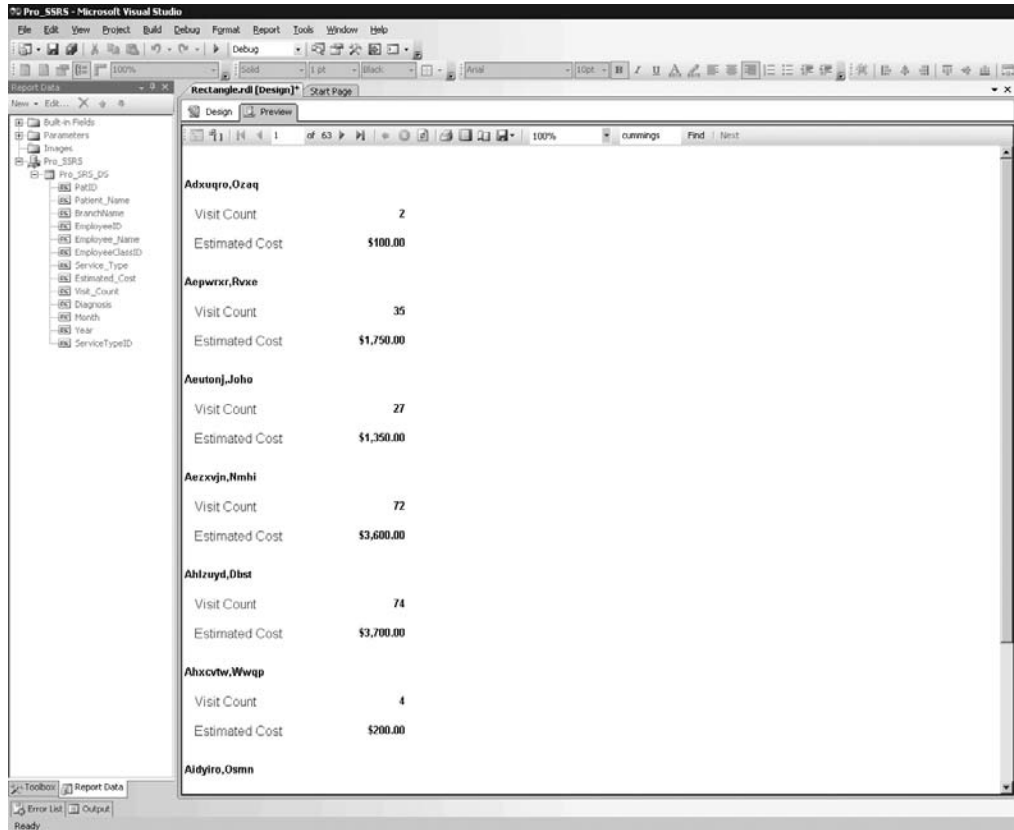 Pro_SSRS - Microsoft Visual Studio
File Edit View Project Build Debug Format Report Tools Window Help
Debug
100% Solid 1 pt Black Arial 10pt B I U A
Report Data
Rectangle.rdl [Design]* Start Page
New Edit...
Design Preview
1 of 63 100% cummings Find Next
Built-in Fields
Parameters
Images
Pro_SSRS
Pro_SRS_DS
PatID
Patient_Name
BranchName
EmployeeID
Employee_Name
EmployeeClassID
Service_Type
Estimated_Cost
Visit_Count
Diagnosis
Month
Year
ServiceTypeID
Adxuqro,Ozaq
Visit Count 2
Estimated Cost $100.00
Aepwrxr,Rvxe
Visit Count 35
Estimated Cost $1,750.00
Aeutonj,Joho
Visit Count 27
Estimated Cost $1,350.00
Aezxvjn,Nmhi
Visit Count 72
Estimated Cost $3,600.00
Ahlzuyd,Dbst
Visit Count 74
Estimated Cost $3,700.00
Ahxcvtw,Wwqp
Visit Count 4
Estimated Cost $200.00
Aidyiro,Osmn
Toolbox Report Data
Error List Output
Ready